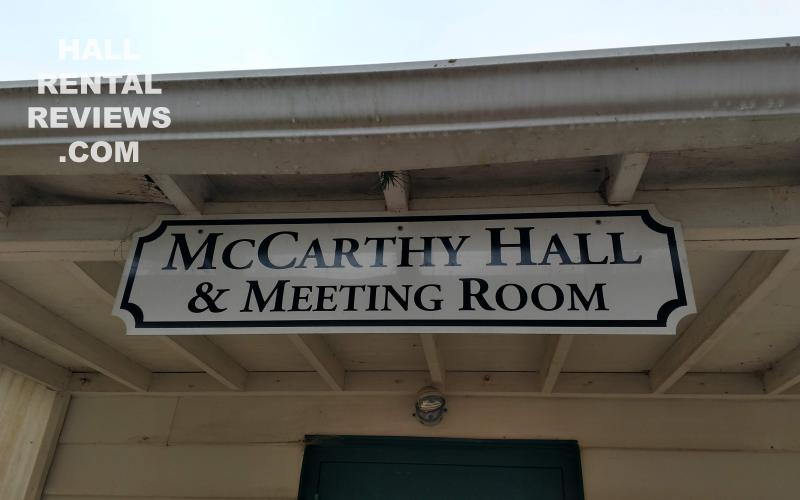 HALL
RENTAL
REVIEWS
.COM
McCarthy Hall
& Meeting Room